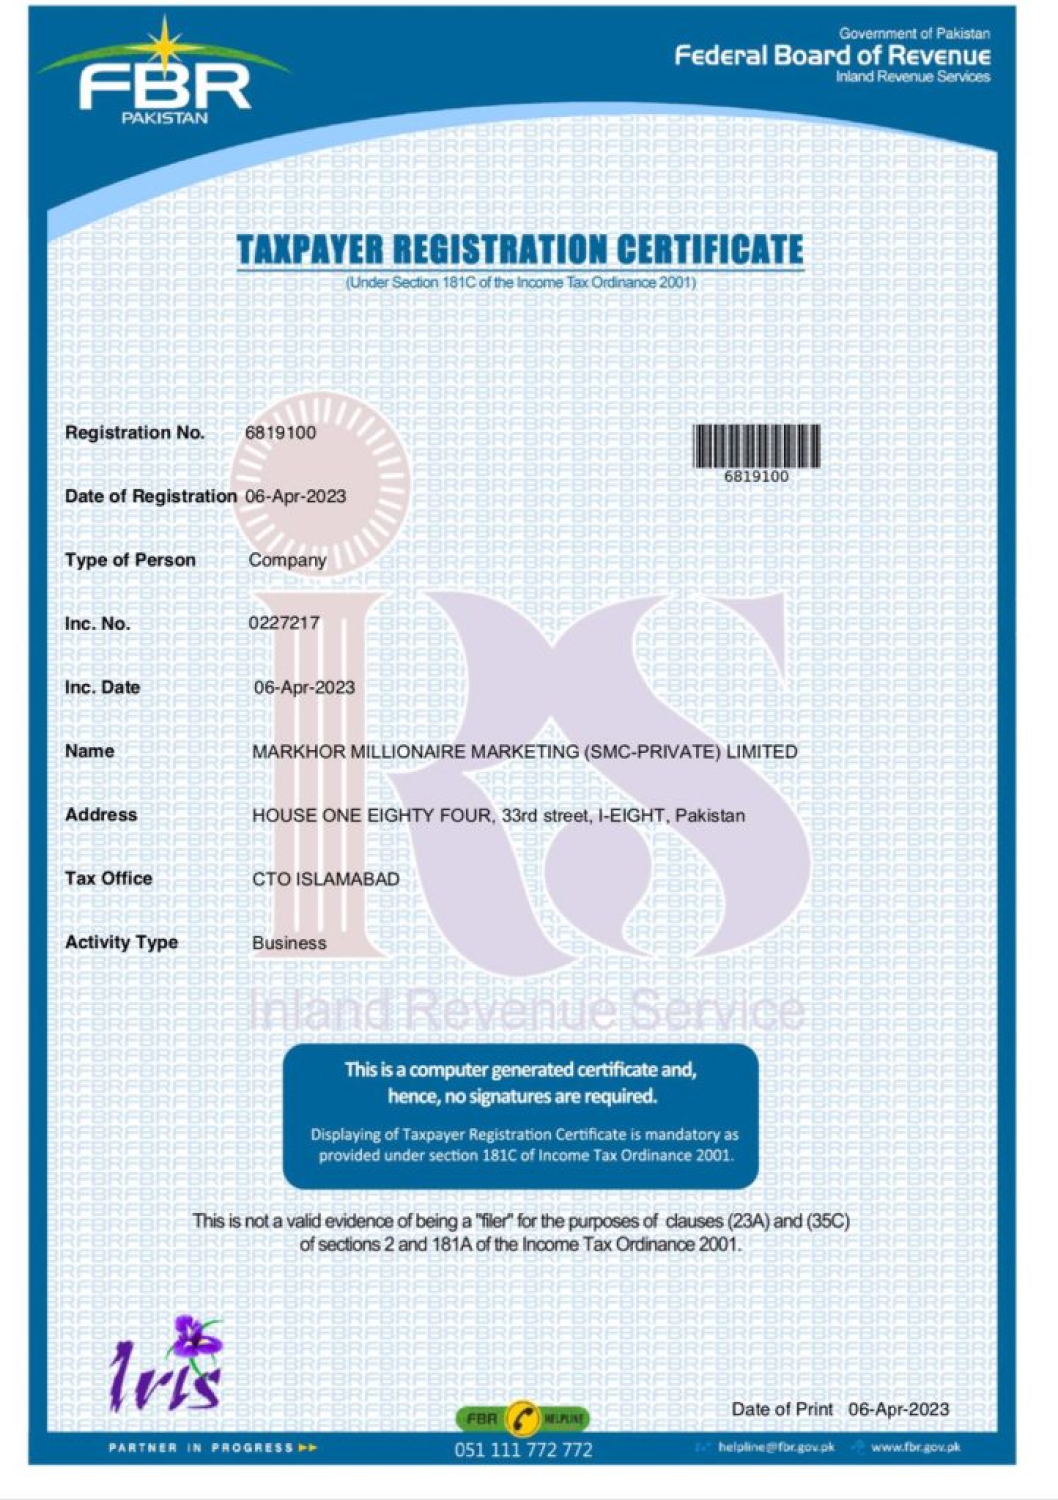 FBR
PAKISTAN
Government of Pakistan
Federal Board of Revenue
Inland Revenue Services
TAXPAYER REGISTRATION CERTIFICATE
(Under Section 181C of the Income Tax Ordinance 2001)
Registration No. 6819100
6819100
Date of Registration 06-Apr-2023
Type of Person Company
Inc. No. 0227217
Inc. Date 06-Apr-2023
Name MARKHOR MILLIONAIRE MARKETING (SMC-PRIVATE) LIMITED
Address HOUSE ONE EIGHTY FOUR, 33rd street, I-EIGHT, Pakistan
Tax Office CTO ISLAMABAD
Activity Type Business
iRS
Inland Revenue Service
This is a computer generated certificate and,
hence, no signatures are required.
Displaying of Taxpayer Registration Certificate is mandatory as
provided under section 181C of Income Tax Ordinance 2001.
This is not a valid evidence of being a "filer" for the purposes of clauses (23A) and (35C)
of sections 2 and 181A of the Income Tax Ordinance 2001.
Iris
FBR HELPLINE
Date of Print 06-Apr-2023
PARTNER IN PROGRESS
051 111 772 772
helpline@fbr.gov.pk
www.fbr.gov.pk